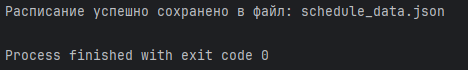 Расписание успешно сохранено в файл: schedule_data.json
Process finished with exit code 0